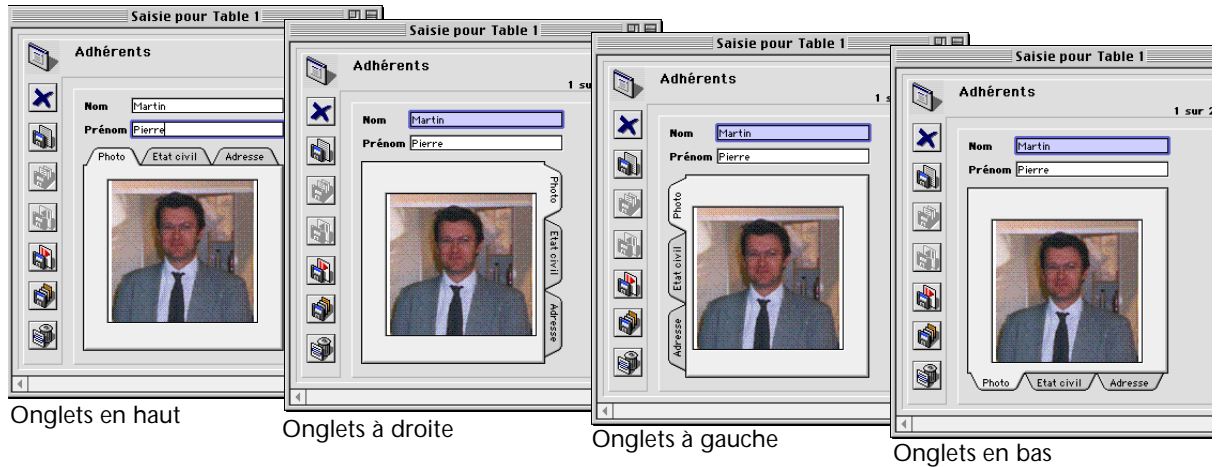 Saisie pour Table 1
Adhérents
Nom Martin
Prénom Pierre
Photo Etat civil Adresse
Onglets en haut
Saisie pour Table 1
Adhérents
1 su
Nom Martin
Prénom Pierre
Photo
Etat civil
Adresse
Onglets à droite
Saisie pour Table 1
Adhérents
1 s
Nom Martin
Prénom Pierre
Photo
Etat civil
Adresse
Onglets à gauche
Saisie pour Table 1
Adhérents
1 sur 2
Nom Martin
Prénom Pierre
Photo Etat civil Adresse
Onglets en bas